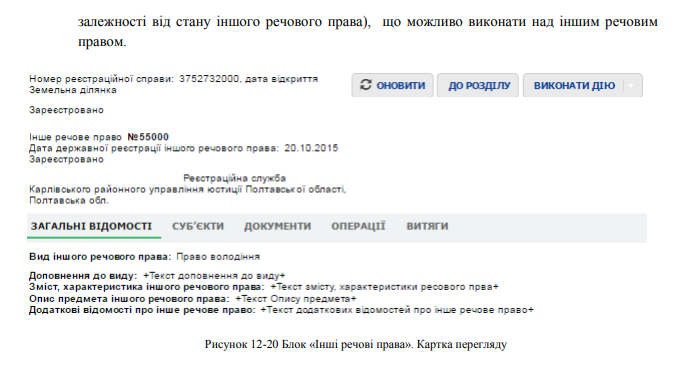 залежності від стану іншого речового права), що можливо виконати над іншим речовим
правом.
Номер реєстраційної справи: 3752732000, дата відкриття
Земельна ділянка
ОНОВИТИ
ДО РОЗДІЛУ
ВИКОНАТИ ДІЮ
Зареєстровано
Інше речове право №55000
Дата державної реєстрації іншого речового права: 20.10.2015
Зареєстровано
Реєстраційна служба
Карлівського районного управління юстиції Полтавської області,
Полтавська обл.
ЗАГАЛЬНІ ВІДОМОСТІ СУБ'ЄКТИ ДОКУМЕНТИ ОПЕРАЦІЇ ВИТЯГИ
Вид іншого речового права: Право володіння
Доповнення до виду: +Текст доповнення до виду+
Зміст, характеристика іншого речового права: +Текст змісту, характеристики ресового прва+
Опис предмета іншого речового права: +Текст Опису предмета+
Додаткові відомості про інше речове право: +Текст додаткових відомостей про інше речове право+
Рисунок 12-20 Блок «Інші речові права». Картка перегляду